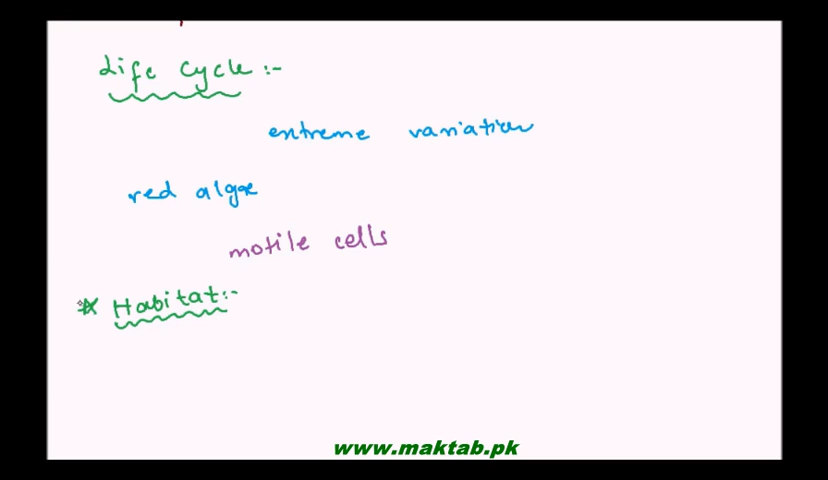 Life Cycle :-
extreme variation
red algae
motile cells
* Habitat :-
www.maktab.pk